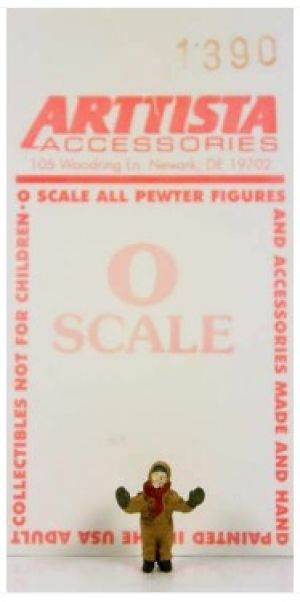 1390
ARTTISTA
ACCESSORIES
105 Woodring Ln. Newark, DE 19702
O SCALE ALL PEWTER FIGURES
AND ACCESSORIES MADE AND HAND
PAINTED IN THE USA ADULT
COLLECTIBLES NOT FOR CHILDREN·
O
SCALE